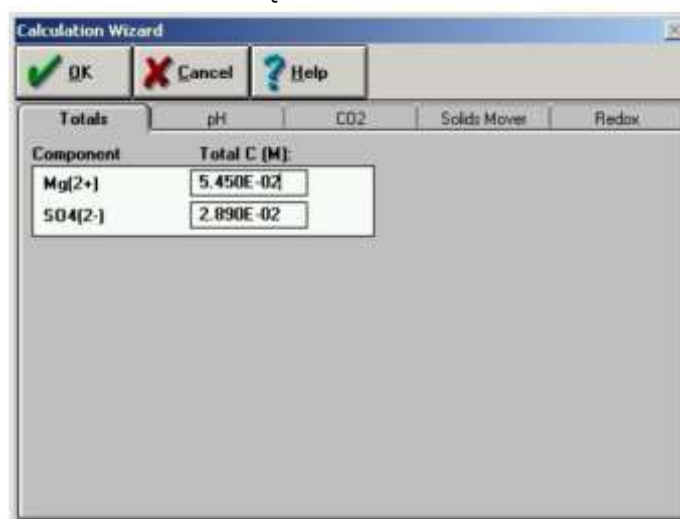 Calculation Wizard
OK Cancel Help
Totals pH CO2 Solids Mover Redox
Component Total C (M):
Mg(2+) 5.450E-02
SO4(2-) 2.890E-02